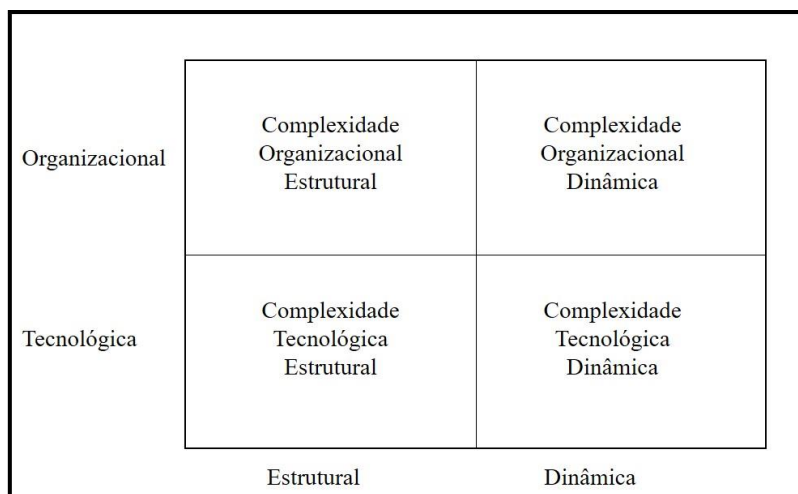 Organizacional
Complexidade
Organizacional
Estrutural
Complexidade
Organizacional
Dinâmica
Tecnológica
Complexidade
Tecnológica
Estrutural
Complexidade
Tecnológica
Dinâmica
Estrutural
Dinâmica